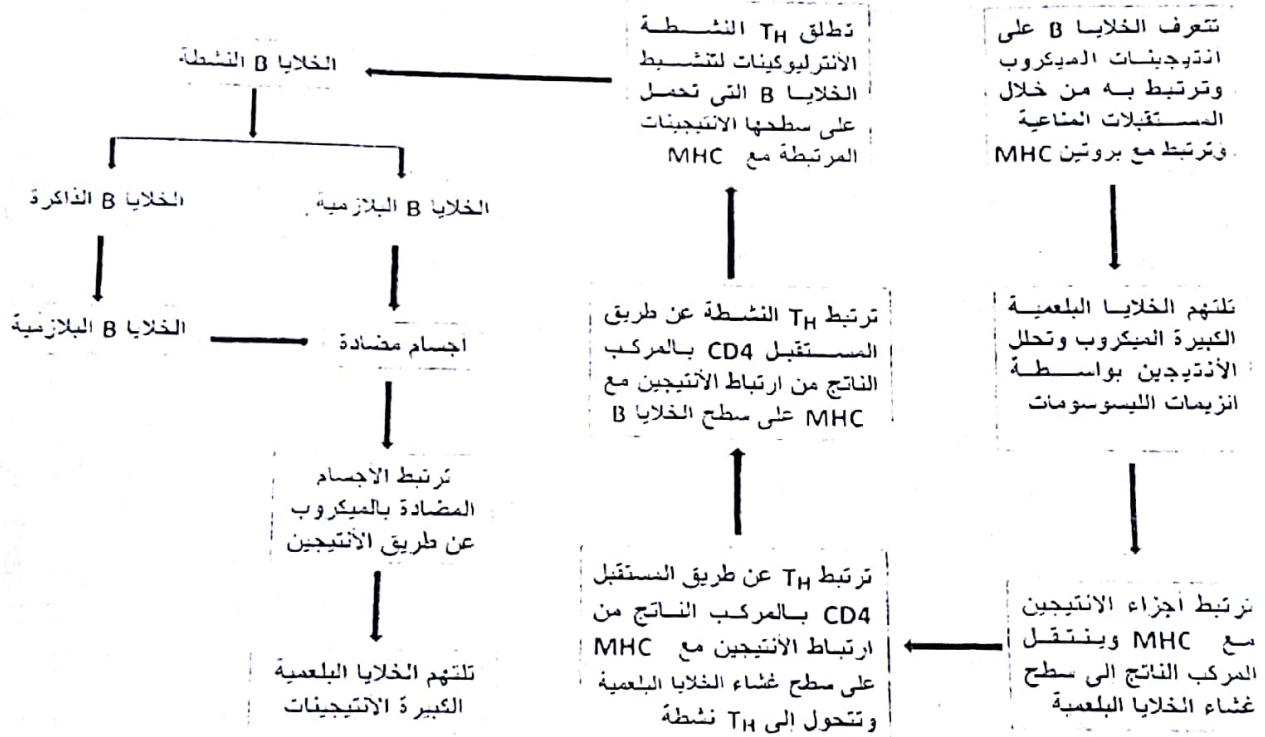 تتعرف الخلايا B على
انتيجينات الميكروب
وترتبط به من خلال
المستقبلات المناعية
وترتبط مع بروتين MHC
تلتهم الخلايا البلعمية
الكبيرة الميكروب وتحلل
الأنتيجين بواسطة
انزيمات الليسوسومات
ترتبط أجزاء الانتيجين
مع MHC وينتقل
المركب الناتج إلى سطح
غشاء الخلايا البلعمية
ترتبط TH عن طريق المستقبل
CD4 بالمركب الناتج من
ارتباط الأنتيجين مع MHC
على سطح غشاء الخلايا البلعمية
وتتحول إلى TH نشطة
ترتبط TH النشطة عن طريق
المستقبل CD4 بالمركب
الناتج من ارتباط الأنتيجين مع
MHC على سطح الخلايا B
تطلق TH النشطة
الأنترليوكينات لتنشيط
الخلايا B التي تحمل
على سطحها الانتيجينات
المرتبطة مع MHC
الخلايا B النشطة
الخلايا B البلازمية
الخلايا B الذاكرة
الخلايا B البلازمية
أجسام مضادة
ترتبط الأجسام
المضادة بالميكروب
عن طريق الأنتيجين
تلتهم الخلايا البلعمية
الكبيرة الانتيجينات